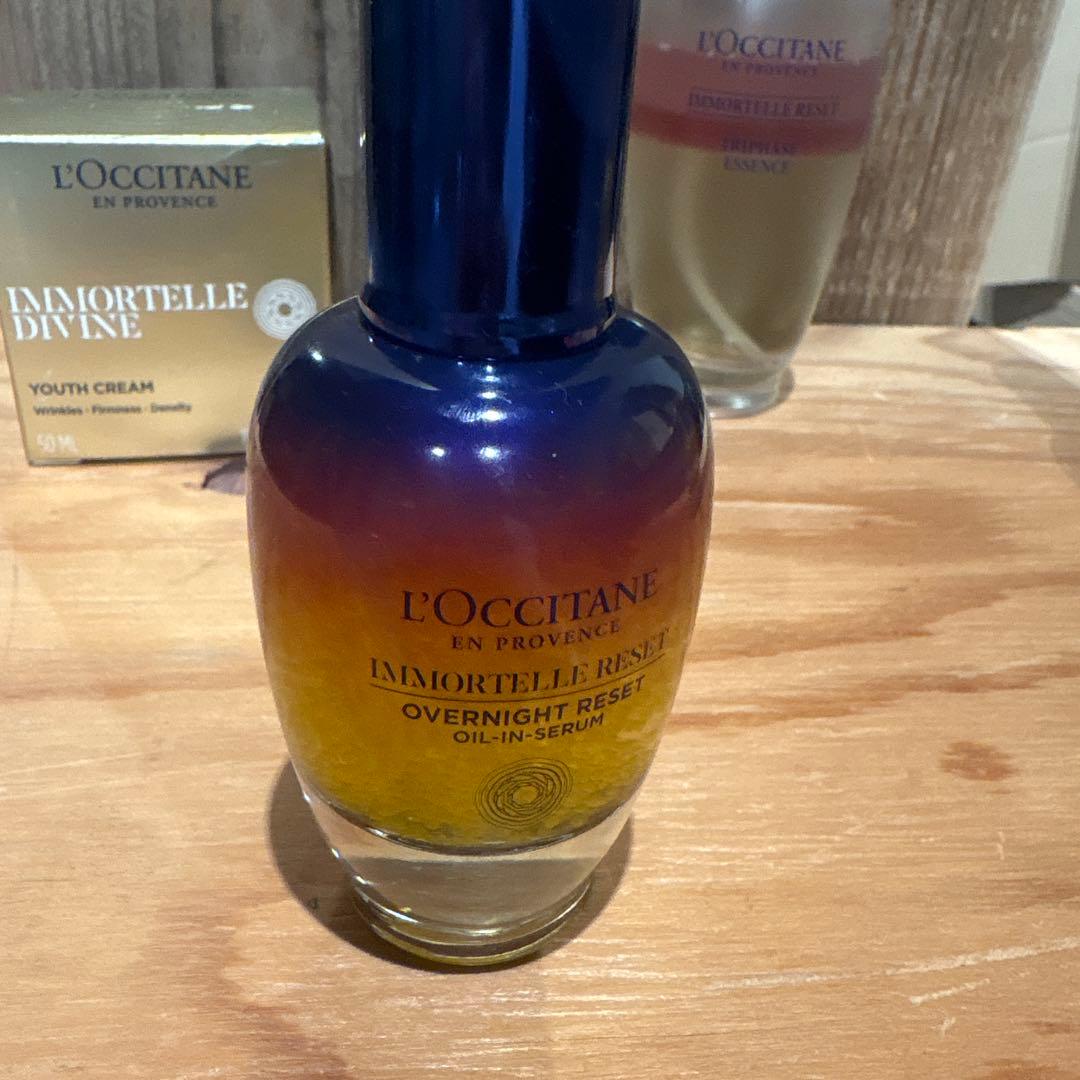 L'OCCITANE
EN PROVENCE
IMMORTELLE
DIVINE
YOUTH CREAM
Wrinkles - Firmness - Density
50 ML
L'OCCITANE
EN PROVENCE
IMMORTELLE RESET
TRIPHASE
ESSENCE
L'OCCITANE
EN PROVENCE
IMMORTELLE RESET
OVERNIGHT RESET
OIL-IN-SERUM